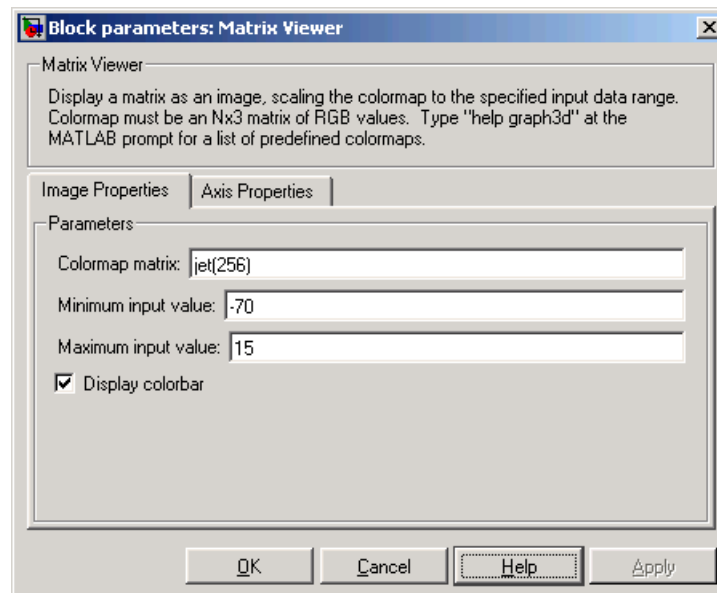 Block parameters: Matrix Viewer
Matrix Viewer
Display a matrix as an image, scaling the colormap to the specified input data range.
Colormap must be an Nx3 matrix of RGB values. Type "help graph3d" at the
MATLAB prompt for a list of predefined colormaps.
Image Properties Axis Properties
Parameters
Colormap matrix: jet(256)
Minimum input value: -70
Maximum input value: 15
Display colorbar
OK Cancel Help Apply